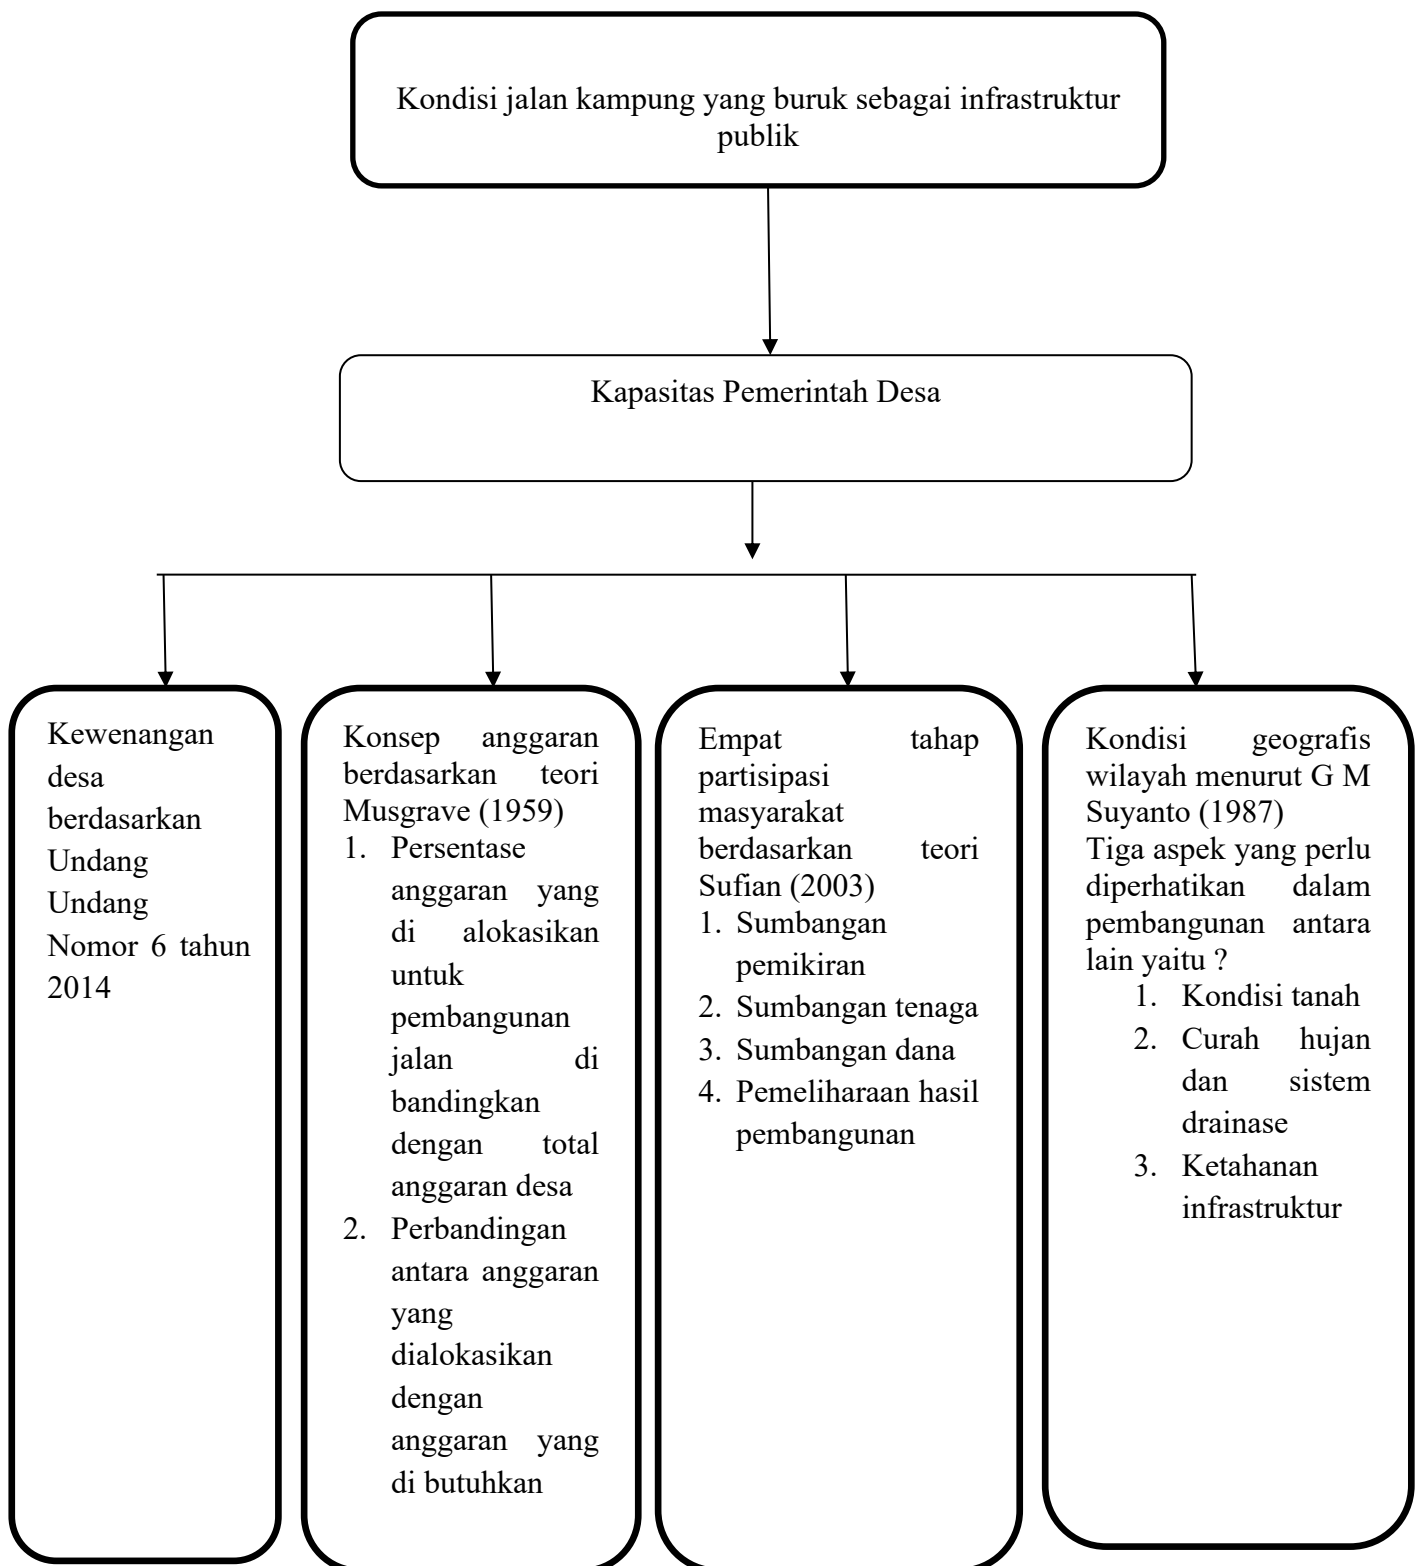 Kondisi jalan kampung yang buruk sebagai infrastruktur
publik
Kapasitas Pemerintah Desa
Kewenangan
desa
berdasarkan
Undang
Undang
Nomor 6 tahun
2014
Konsep anggaran
berdasarkan teori
Musgrave (1959)
1. Persentase
anggaran yang
di alokasikan
untuk
pembangunan
jalan di
bandingkan
dengan total
anggaran desa
2. Perbandingan
antara anggaran
yang
dialokasikan
dengan
anggaran yang
di butuhkan
Empat tahap
partisipasi
masyarakat
berdasarkan teori
Sufian (2003)
1. Sumbangan
pemikiran
2. Sumbangan tenaga
3. Sumbangan dana
4. Pemeliharaan hasil
pembangunan
Kondisi geografis
wilayah menurut G M
Suyanto (1987)
Tiga aspek yang perlu
diperhatikan dalam
pembangunan antara
lain yaitu ?
1. Kondisi tanah
2. Curah hujan
dan sistem
drainase
3. Ketahanan
infrastruktur